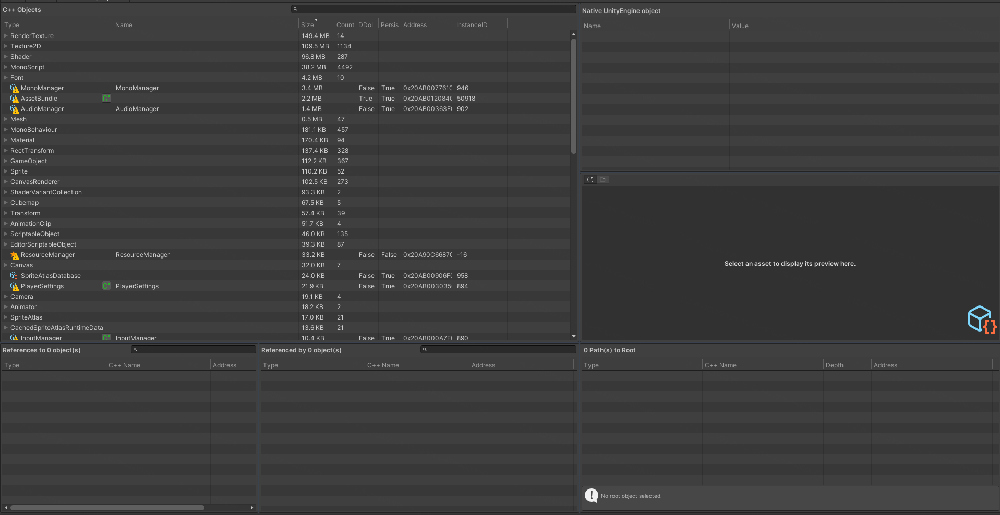 C++ Objects
Type Name Size Count DDoL Persis Address InstanceID
RenderTexture 149.4 MB 14
Texture2D 109.5 MB 1134
Shader 96.8 MB 287
MonoScript 38.2 MB 4492
Font 4.2 MB 10
MonoManager MonoManager 3.4 MB False True 0x20AB0077610 946
AssetBundle C# 2.2 MB True True 0x20AB012084 50918
AudioManager AudioManager 1.4 MB False True 0x20AB00363E 902
Mesh 0.5 MB 47
MonoBehaviour 181.1 KB 457
Material 170.4 KB 94
RectTransform 137.4 KB 328
GameObject 112.2 KB 367
Sprite 110.2 KB 52
CanvasRenderer 102.5 KB 273
ShaderVariantCollection 93.3 KB 2
Cubemap 67.5 KB 5
Transform 57.4 KB 39
AnimationClip 51.7 KB 4
ScriptableObject 46.0 KB 135
EditorScriptableObject 39.3 KB 87
ResourceManager ResourceManager 33.2 KB False False 0x20A90C6687 -16
Canvas 32.0 KB 7
SpriteAtlasDatabase 24.0 KB False True 0x20AB00906F 958
PlayerSettings C# PlayerSettings 21.9 KB False True 0x20AB003035 894
Camera 19.1 KB 4
Animator 18.2 KB 2
SpriteAtlas 17.0 KB 21
CachedSpriteAtlasRuntimeData 13.6 KB 21
InputManager C# InputManager 10.4 KB False True 0x20AB000A7F 890
References to 0 object(s)
Type C++ Name Address
Referenced by 0 object(s)
Type C++ Name Address
Native UnityEngine object
Name Value
Select an asset to display its preview here.
0 Path(s) to Root
Type C++ Name Depth Address
No root object selected.